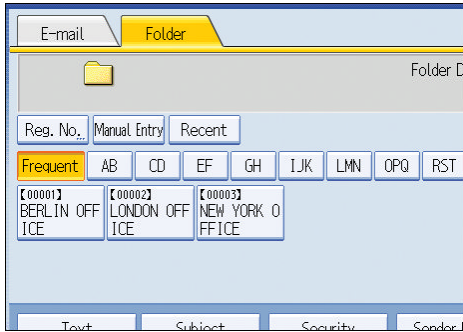 E-mail
Folder
Folder D
Reg. No.
Manual Entry
Recent
Frequent
AB
CD
EF
GH
IJK
LMN
OPQ
RST
[00001]
BERLIN OFF
ICE
[00002]
LONDON OFF
ICE
[00003]
NEW YORK O
FFICE
Text
Subject
Security
Sender